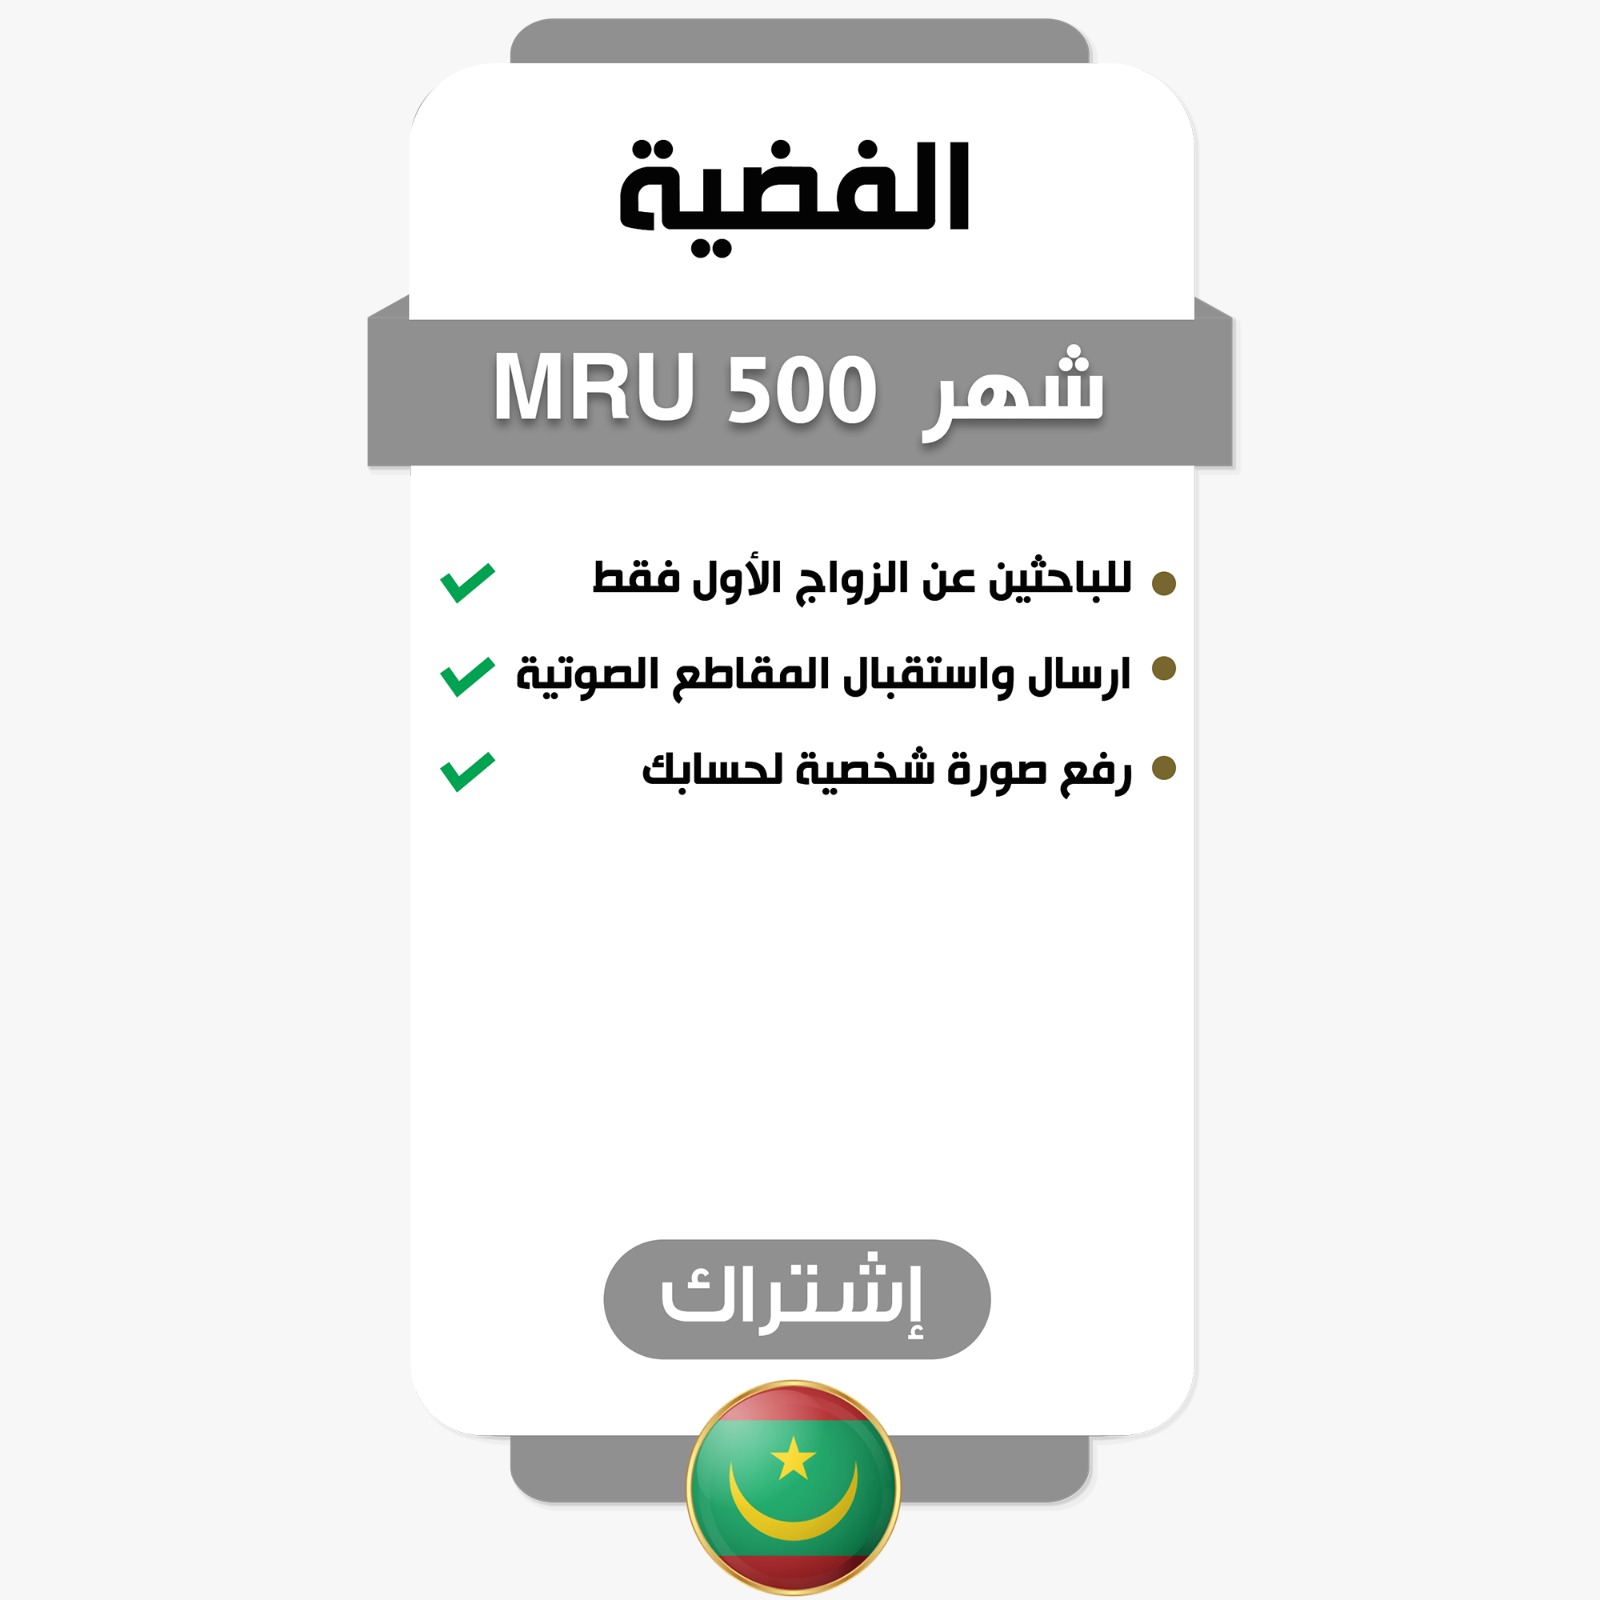 الفضية
شهر 500 MRU
للباحثين عن الزواج الأول فقط
ارسال واستقبال المقاطع الصوتية
رفع صورة شخصية لحسابك
إشتراك